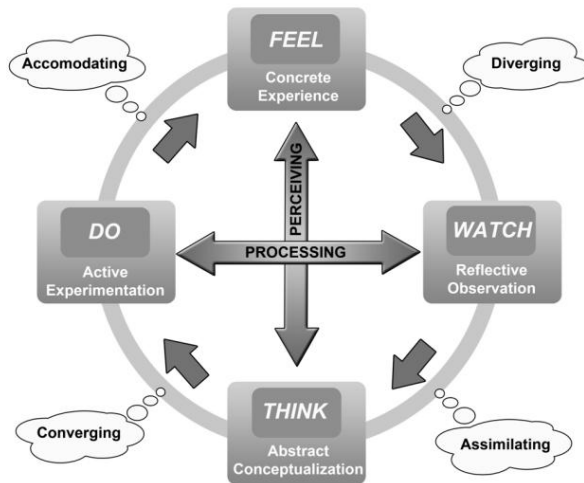 FEEL
Concrete
Experience
Accomodating
Diverging
PERCEIVING
DO
Active
Experimentation
PROCESSING
WATCH
Reflective
Observation
THINK
Abstract
Conceptualization
Converging
Assimilating